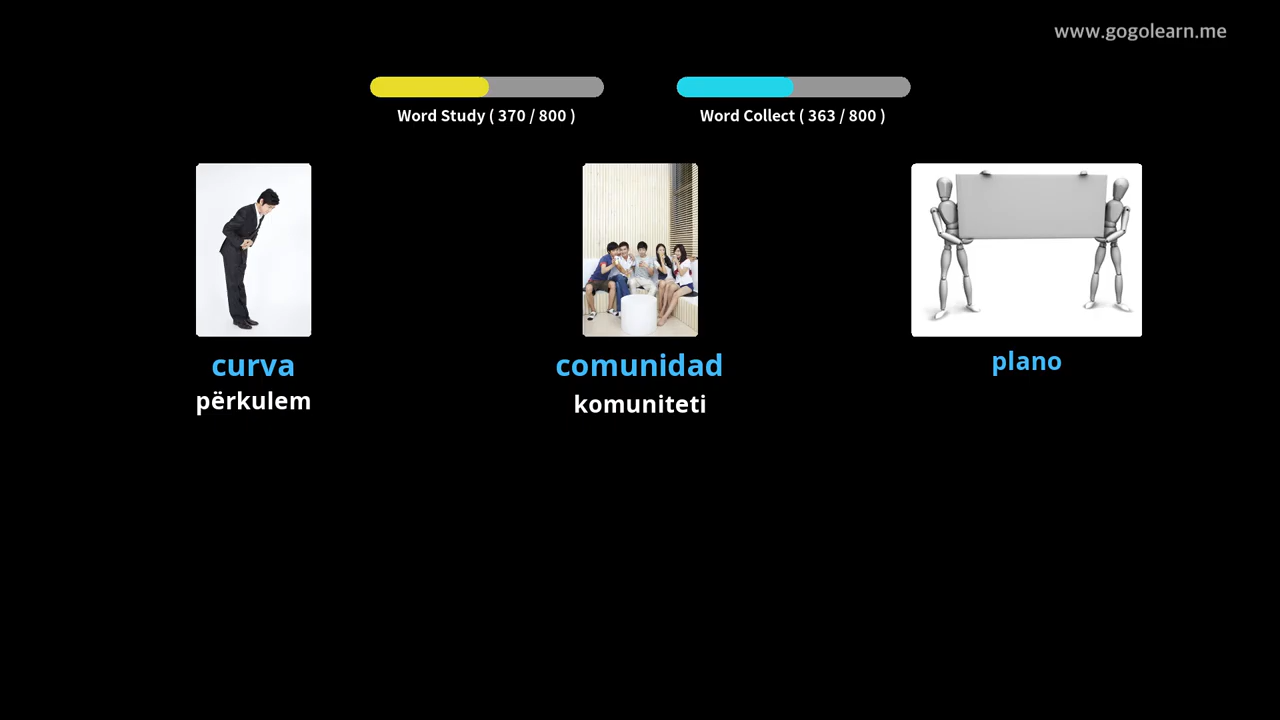 www.gogolearn.me
Word Study ( 370 / 800 )
Word Collect ( 363 / 800 )
curva
përkulem
comunidad
komuniteti
plano